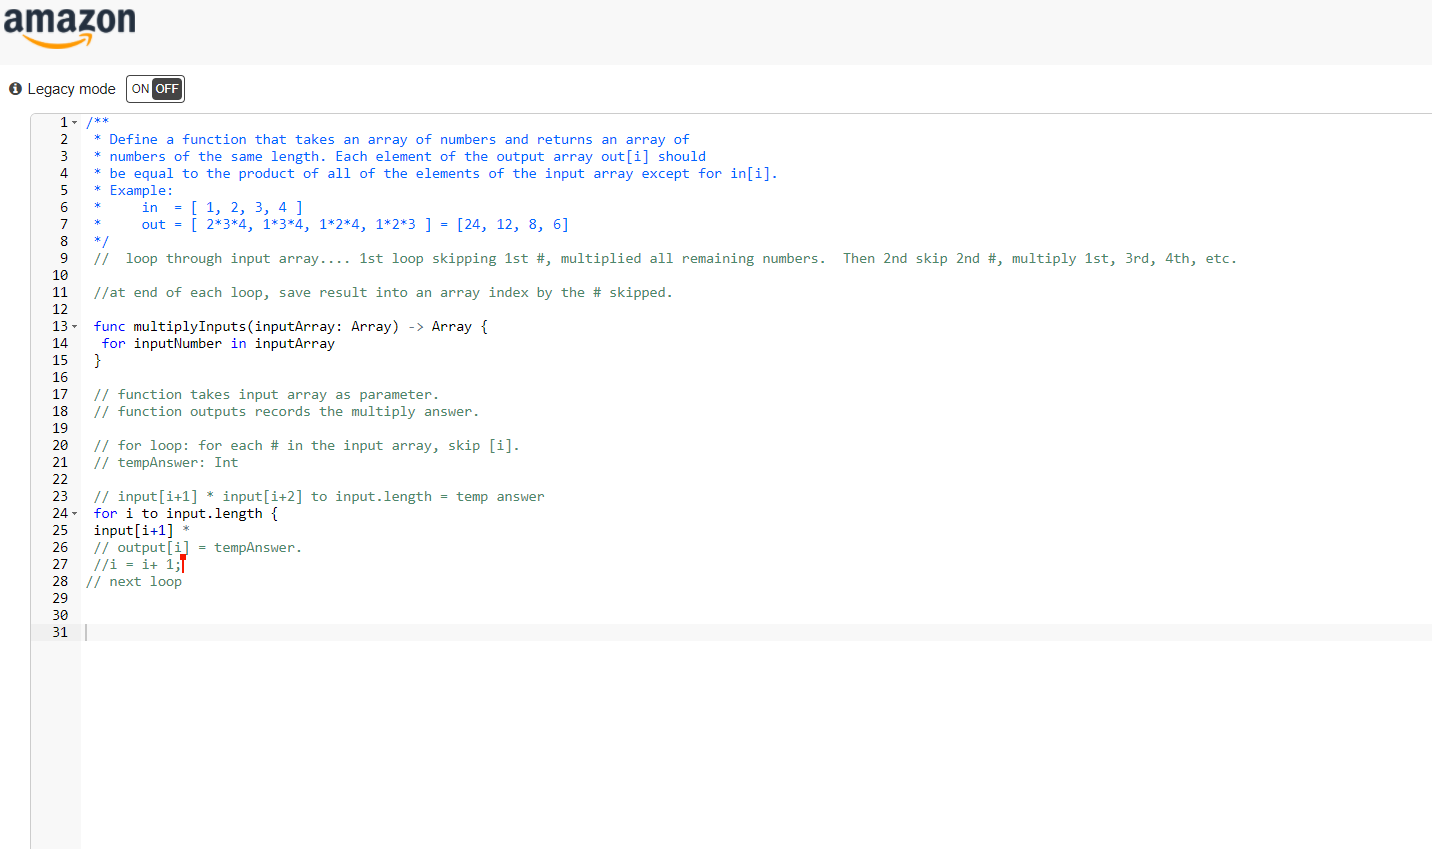 amazon
Legacy mode ON OFF
1 /**
2 * Define a function that takes an array of numbers and returns an array of
3 * numbers of the same length. Each element of the output array out[i] should
4 * be equal to the product of all of the elements of the input array except for in[i].
5 * Example:
6 *     in  = [ 1, 2, 3, 4 ]
7 *     out = [ 2*3*4, 1*3*4, 1*2*4, 1*2*3 ] = [24, 12, 8, 6]
8 */
9 //  loop through input array.... 1st loop skipping 1st #, multiplied all remaining numbers.  Then 2nd skip 2nd #, multiply 1st, 3rd, 4th, etc.
10
11 //at end of each loop, save result into an array index by the # skipped.
12
13 func multiplyInputs(inputArray: Array) -> Array {
14  for inputNumber in inputArray
15 }
16
17 // function takes input array as parameter.
18 // function outputs records the multiply answer.
19
20 // for loop: for each # in the input array, skip [i].
21 // tempAnswer: Int
22
23 // input[i+1] * input[i+2] to input.length = temp answer
24 for i to input.length {
25 input[i+1] *
26 // output[i] = tempAnswer.
27 //i = i+ 1;
28 // next loop
29
30
31